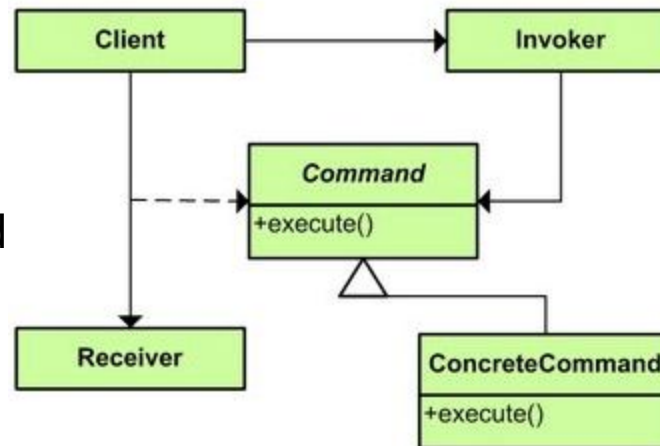 Client
Invoker
Command
+execute()
Receiver
ConcreteCommand
+execute()